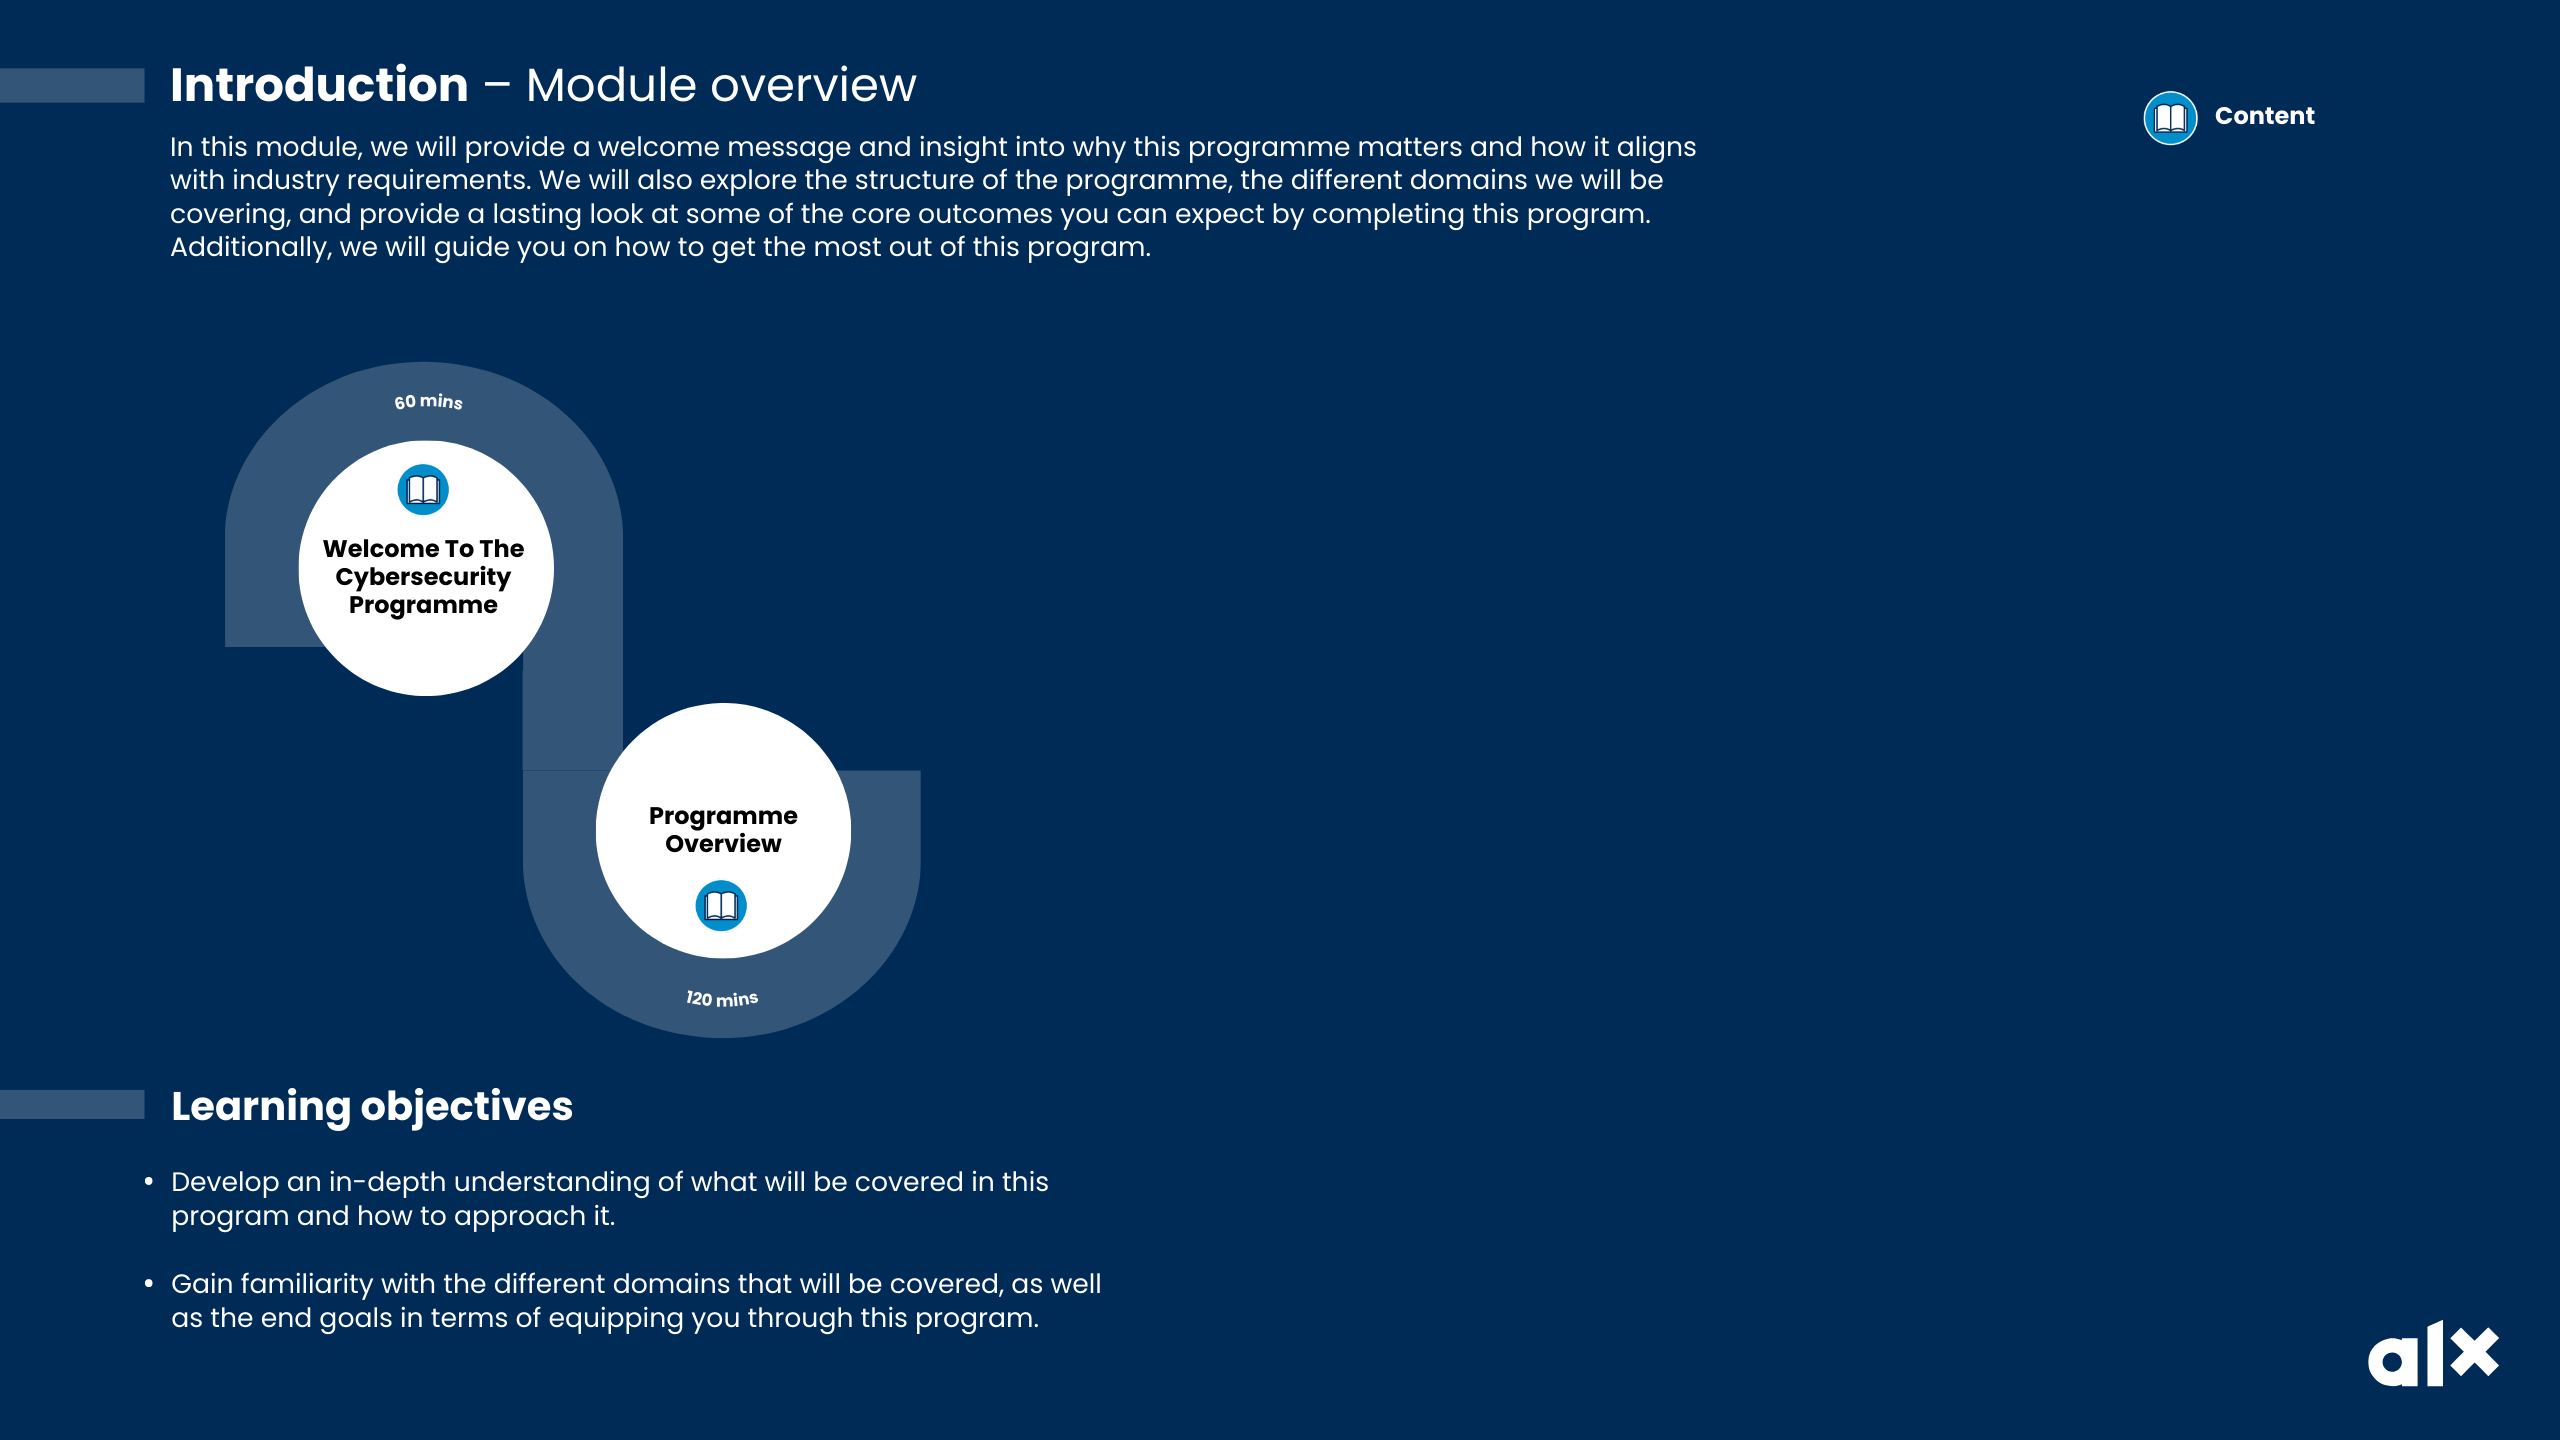 Introduction – Module overview
Content
In this module, we will provide a welcome message and insight into why this programme matters and how it aligns
with industry requirements. We will also explore the structure of the programme, the different domains we will be
covering, and provide a lasting look at some of the core outcomes you can expect by completing this program.
Additionally, we will guide you on how to get the most out of this program.
60 mins
Welcome To The
Cybersecurity
Programme
Programme
Overview
120 mins
Learning objectives
• Develop an in-depth understanding of what will be covered in this
program and how to approach it.
• Gain familiarity with the different domains that will be covered, as well
as the end goals in terms of equipping you through this program.
alx